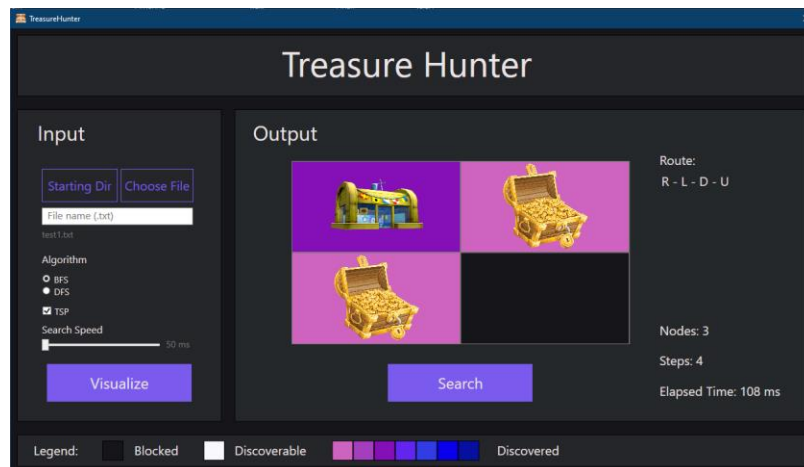 TreasureHunter
Treasure Hunter
Input
Starting Dir
Choose File
File name (.txt)
test1.txt
Algorithm
BFS
DFS
TSP
Search Speed
50 ms
Visualize
Output
Search
Route:
R - L - D - U
Nodes: 3
Steps: 4
Elapsed Time: 108 ms
Legend:
Blocked
Discoverable
Discovered